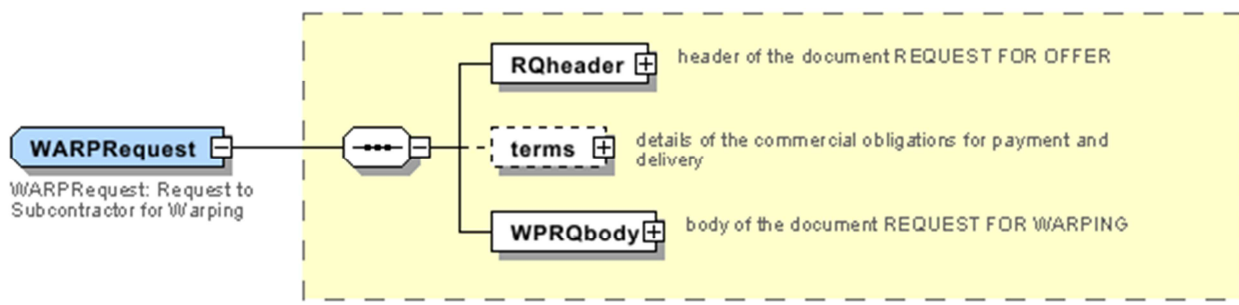 RQheader
header of the document REQUEST FOR OFFER
WARPRequest
WARPRequest: Request to
Subcontractor for Warping
terms
details of the commercial obligations for payment and
delivery
WPRQbody
body of the document REQUEST FOR WARPING